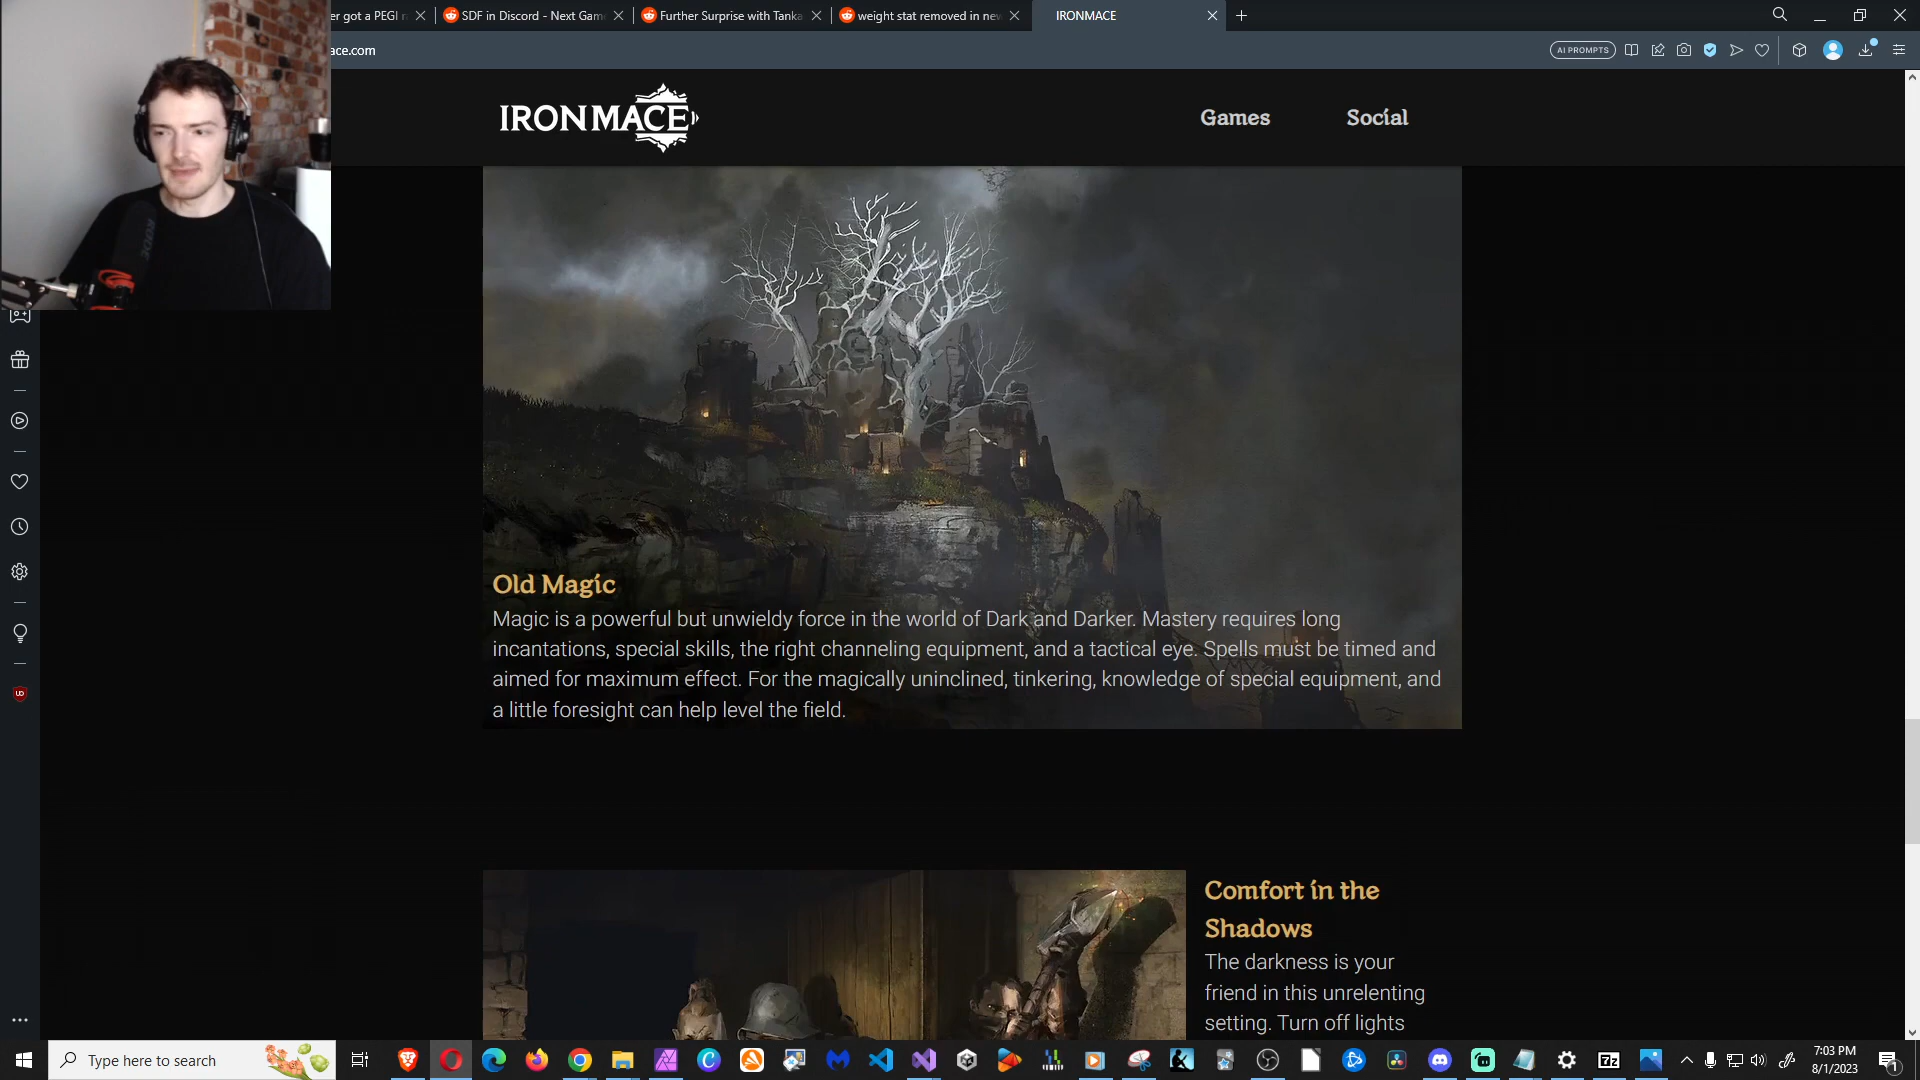 er got a PEGI
SDF in Discord - Next Gam
Further Surprise with Tanka
weight stat removed in new
IRONMACE
ace.com
AI PROMPTS
IRONMACE
Games
Social
Old Magic
Magic is a powerful but unwieldy force in the world of Dark and Darker. Mastery requires long
incantations, special skills, the right channeling equipment, and a tactical eye. Spells must be timed and
aimed for maximum effect. For the magically uninclined, tinkering, knowledge of special equipment, and
a little foresight can help level the field.
Comfort in the
Shadows
The darkness is your
friend in this unrelenting
setting. Turn off lights
Type here to search
7:03 PM
8/1/2023